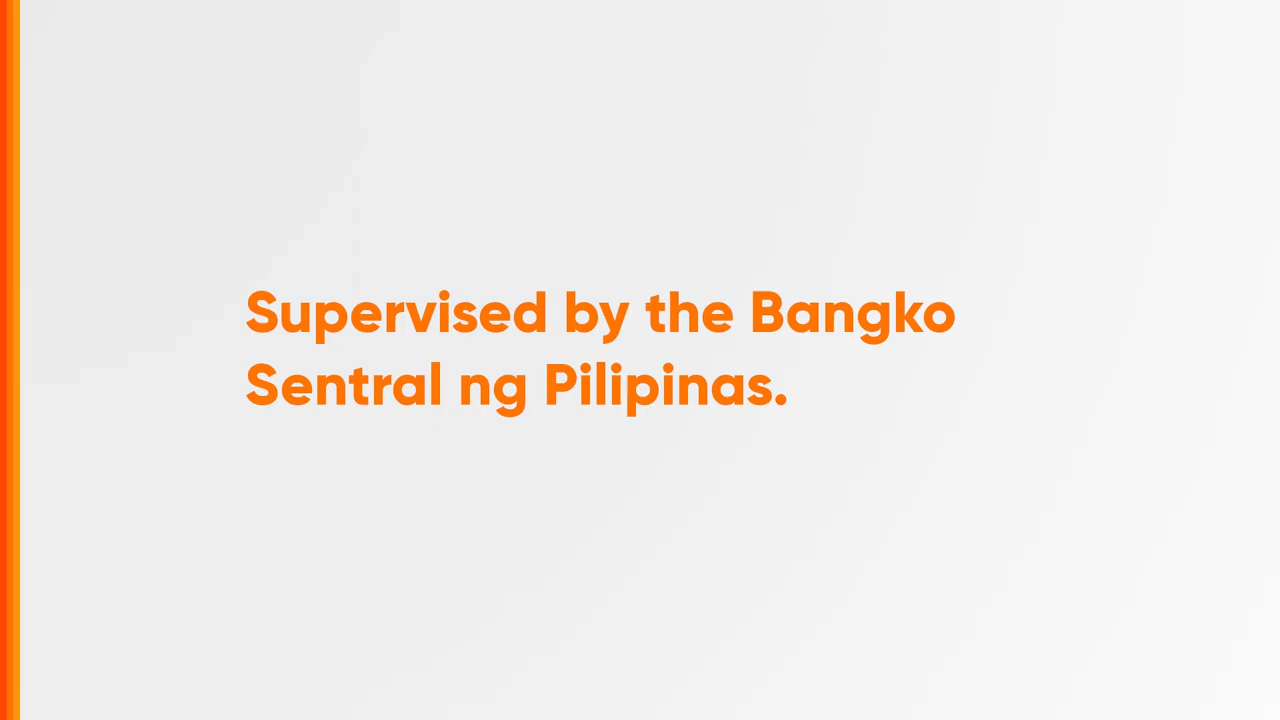 Supervised by the Bangko
Sentral ng Pilipinas.